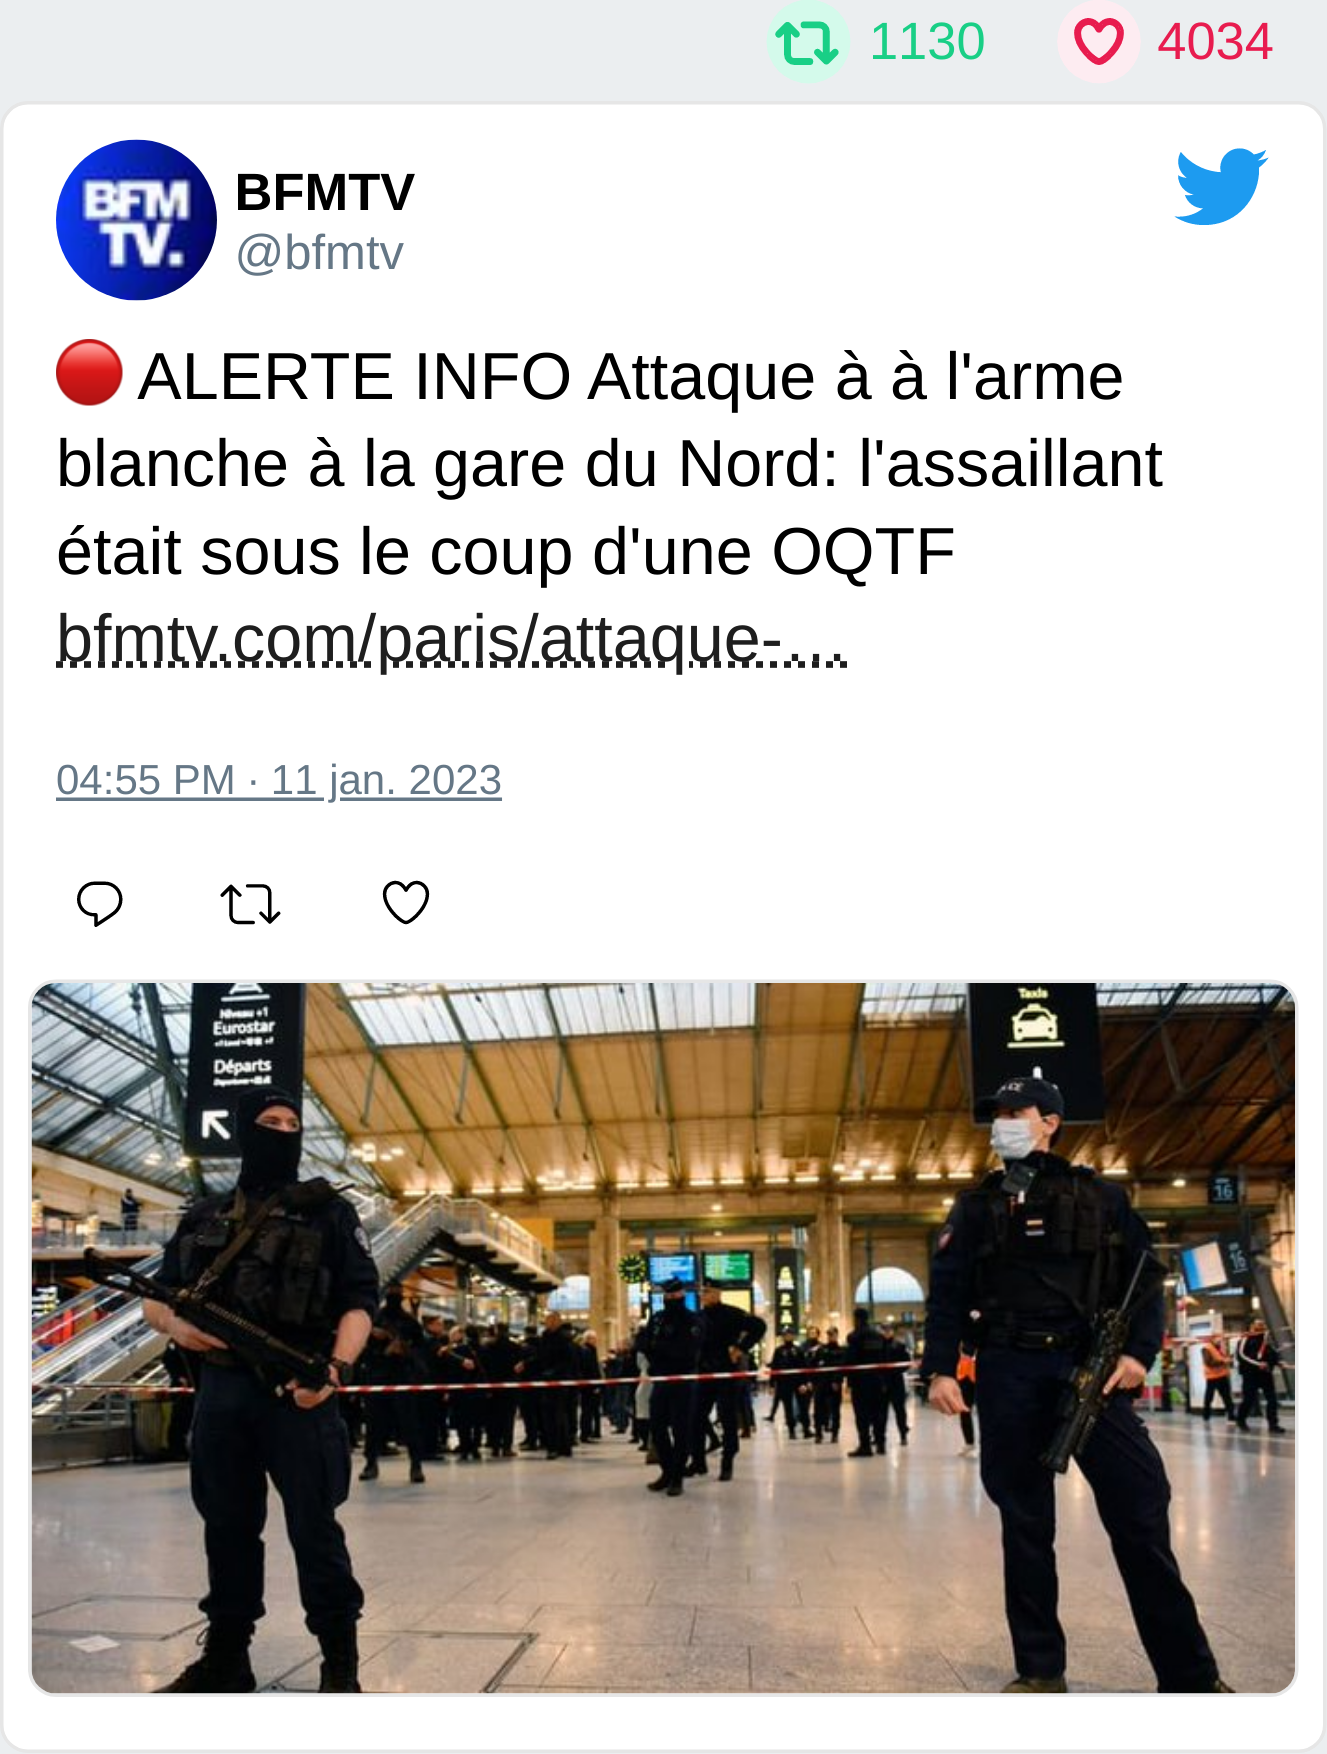 1130 4034
BFM
TV.
BFMTV
@bfmtv
🔴 ALERTE INFO Attaque à à l'arme
blanche à la gare du Nord: l'assaillant
était sous le coup d'une OQTF
bfmtv.com/paris/attaque-…
04:55 PM · 11 jan. 2023
Niveau +1
Eurostar
Départs
Taxis
16
16